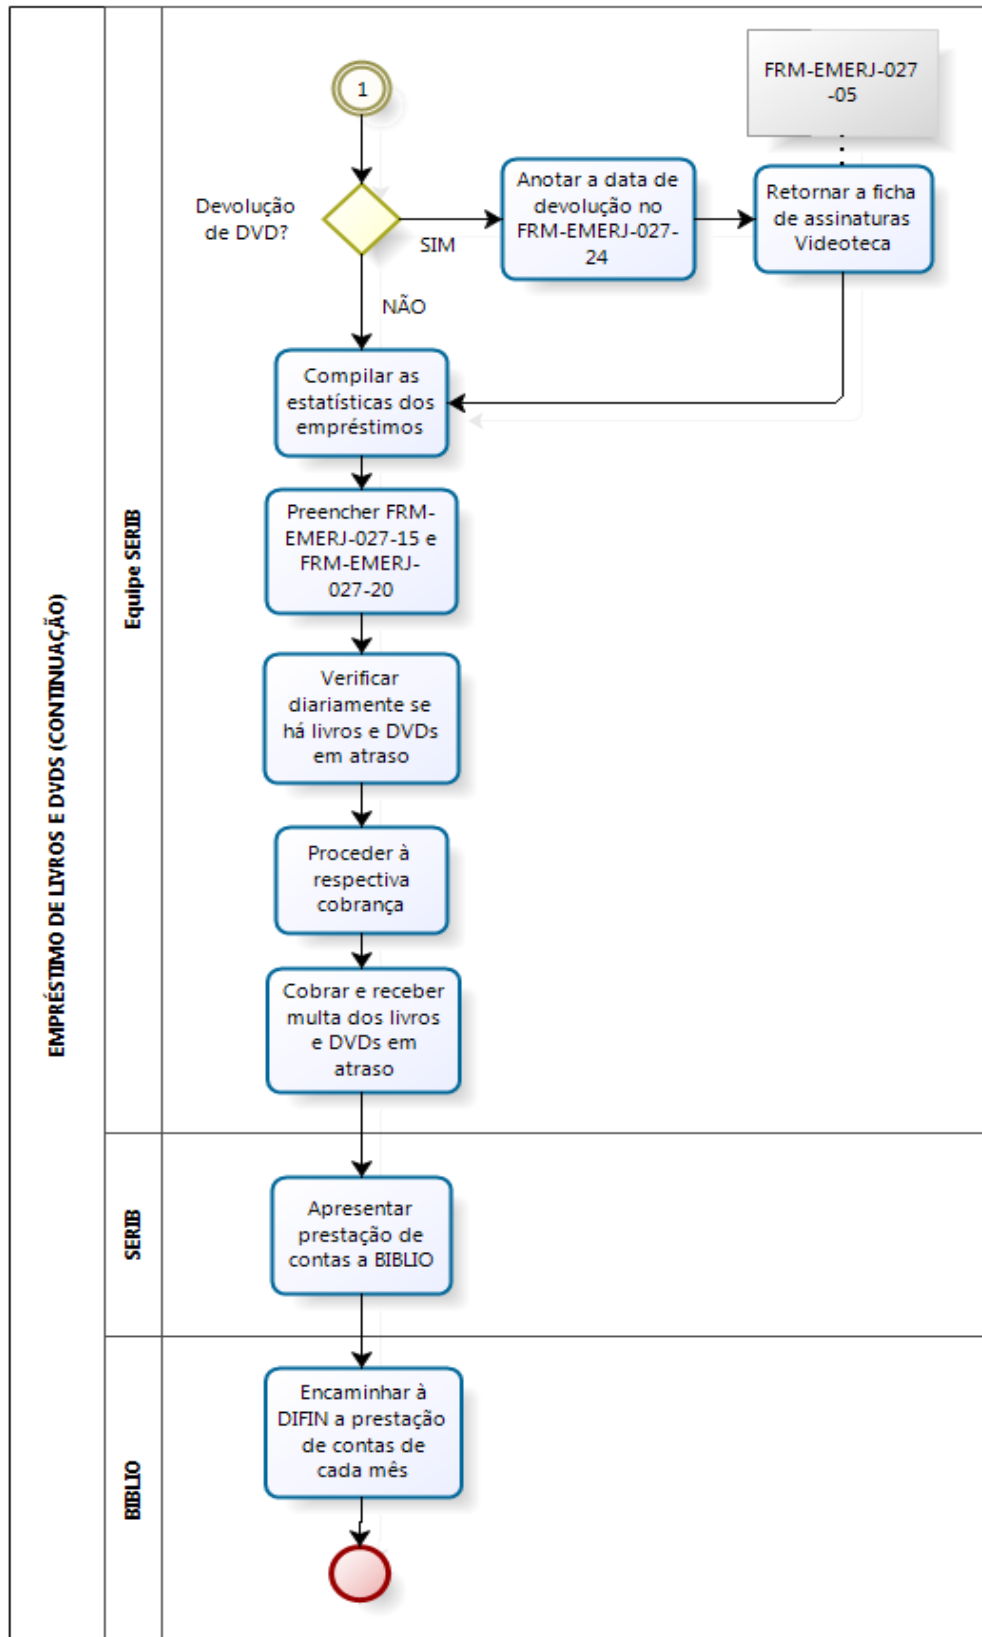 EMPRÉSTIMO DE LIVROS E DVDS (CONTINUAÇÃO)
Equipe SERIB
1
FRM-EMERJ-027
-05
Devolução
de DVD?
SIM
NÃO
Anotar a data de
devolução no
FRM-EMERJ-027-
24
Retornar a ficha
de assinaturas
Videoteca
Compilar as
estatísticas dos
empréstimos
Preencher FRM-
EMERJ-027-15 e
FRM-EMERJ-
027-20
Verificar
diariamente se
há livros e DVDs
em atraso
Proceder à
respectiva
cobrança
Cobrar e receber
multa dos livros
e DVDs em
atraso
SERIB
Apresentar
prestação de
contas a BIBLIO
BIBLIO
Encaminhar à
DIFIN a prestação
de contas de
cada mês